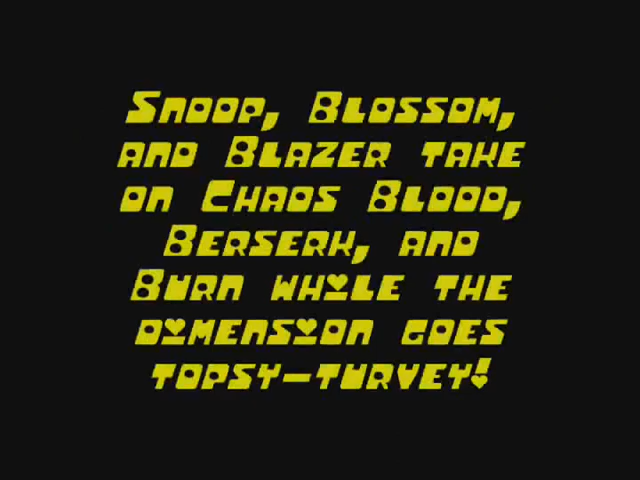 Snoop, Blossom,
and Blazer take
on Chaos Blood,
Berserk, and
Burn while the
dimension goes
topsy-turvey!